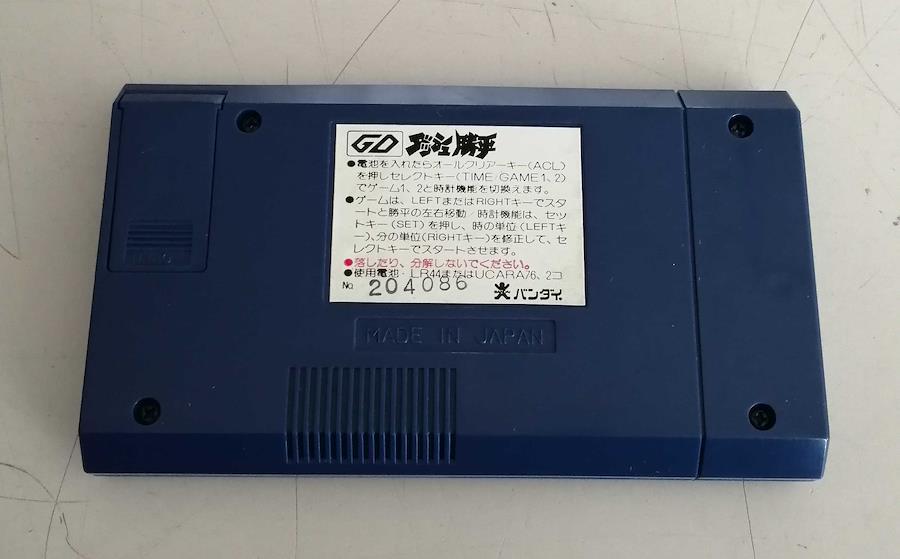 GD ダッシュ勝平
●電池を入れたらオールクリアーキー(ACL)
を押しセレクトキー(TIME/GAME1、2)
でゲーム1、2と時計機能を切換えます。
●ゲームは、LEFTまたはRIGHTキーでスタ
ートと勝平の左右移動/時計機能は、セッ
トキー(SET)を押し、時の単位(LEFTキ
ー)、分の単位(RIGHTキー)を修正して、セ
レクトキーでスタートさせます。
●落したり、分解しないでください。
●使用電池・LR44またはUCARA76、2コ
No. 204086 バンダイ
MADE IN JAPAN